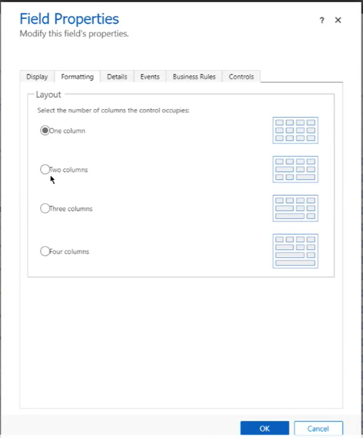 Field Properties
? ×
Modify this field's properties.
Display Formatting Details Events Business Rules Controls
Layout
Select the number of columns the control occupies:
One column
Two columns
Three columns
Four columns
OK Cancel